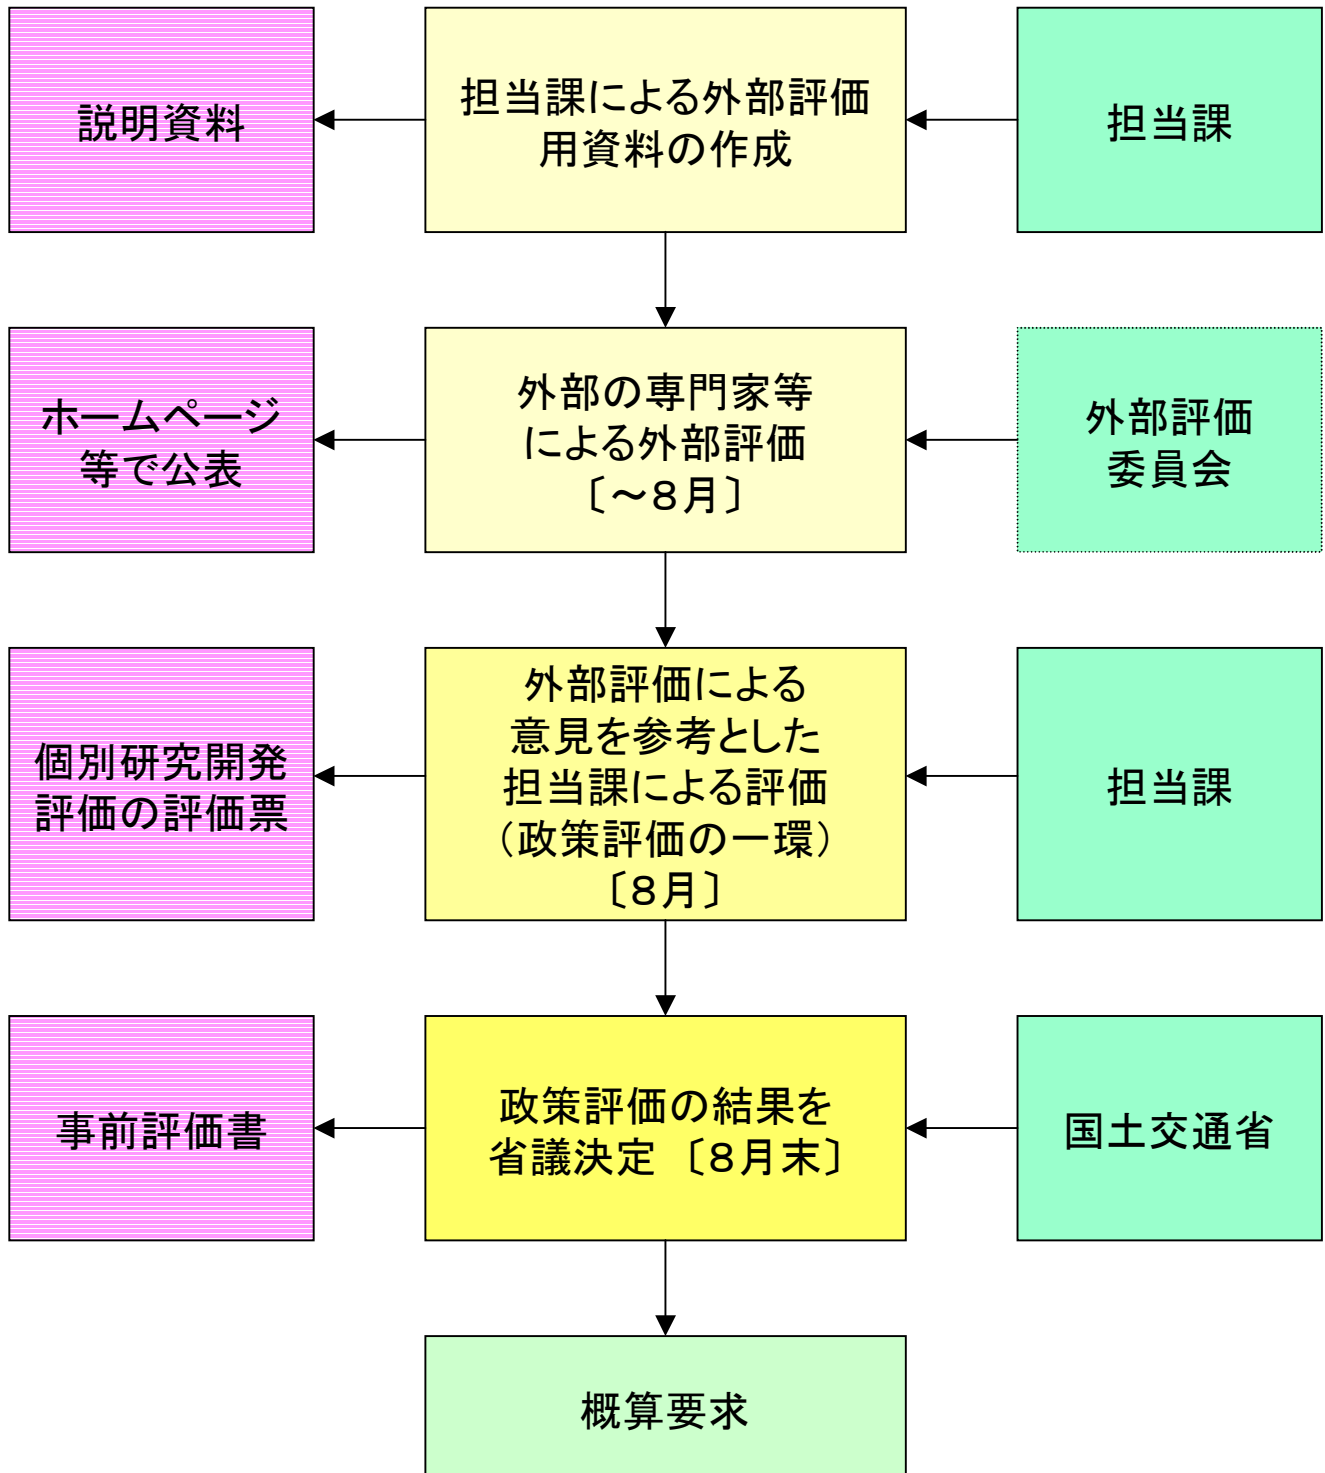 説明資料
担当課による外部評価
用資料の作成
担当課
ホームページ
等で公表
外部の専門家等
による外部評価
〔～８月〕
外部評価
委員会
個別研究開発
評価の評価票
外部評価による
意見を参考とした
担当課による評価
（政策評価の一環）
〔８月〕
担当課
事前評価書
政策評価の結果を
省議決定〔８月末〕
国土交通省
概算要求